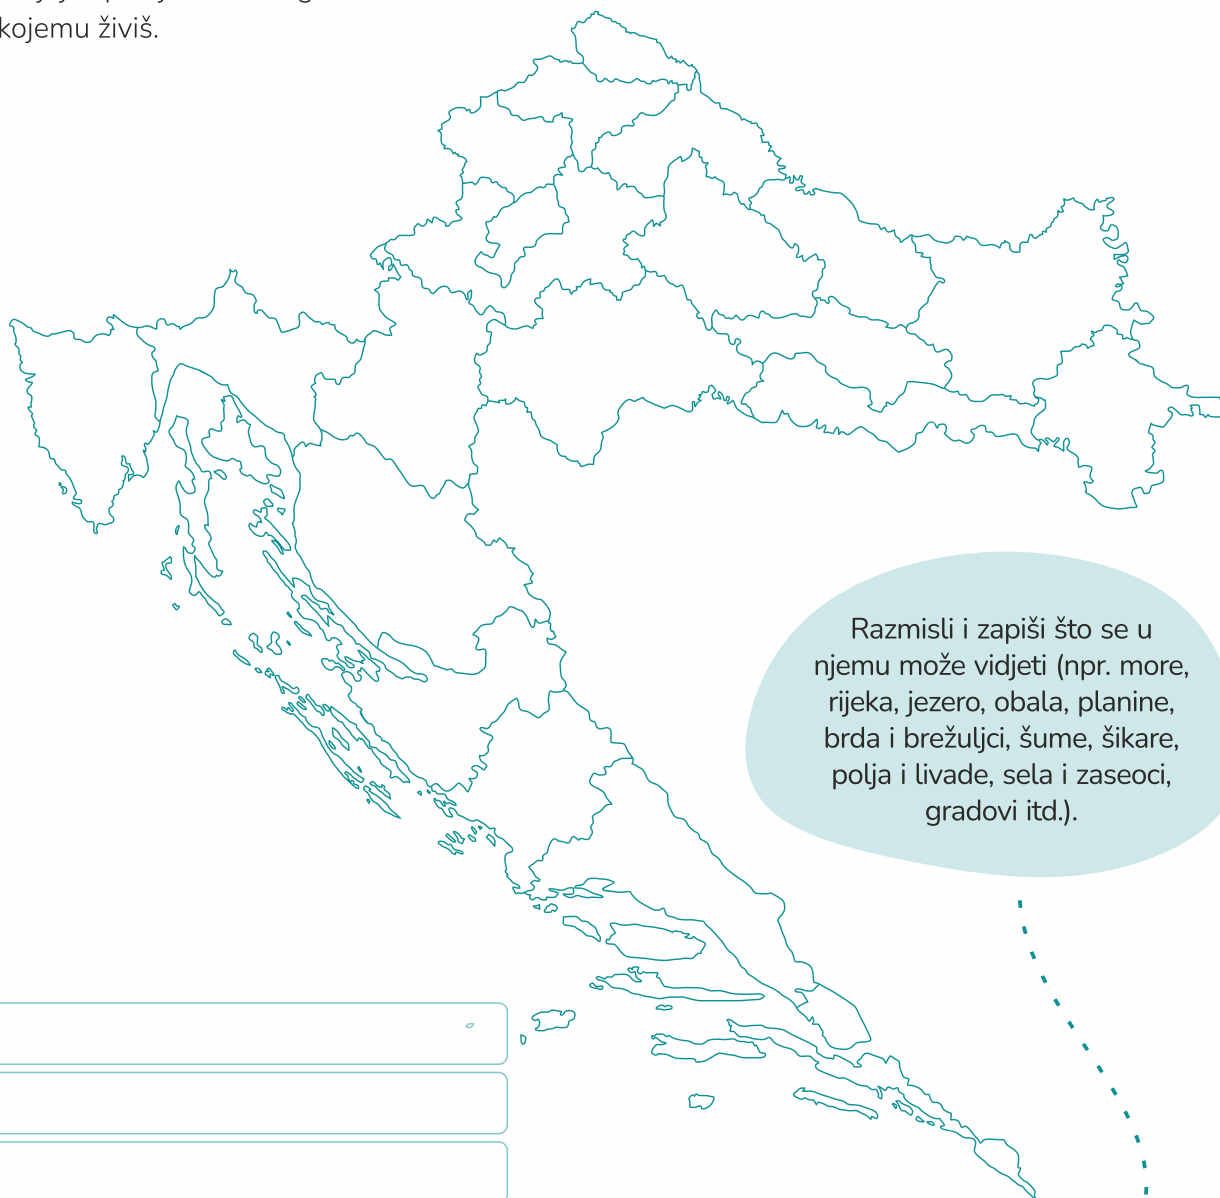 kojemu živiš.
Razmisli i zapiši što se u
njemu može vidjeti (npr. more,
rijeka, jezero, obala, planine,
brda i brežuljci, šume, šikare,
polja i livade, sela i zaseoci,
gradovi itd.).